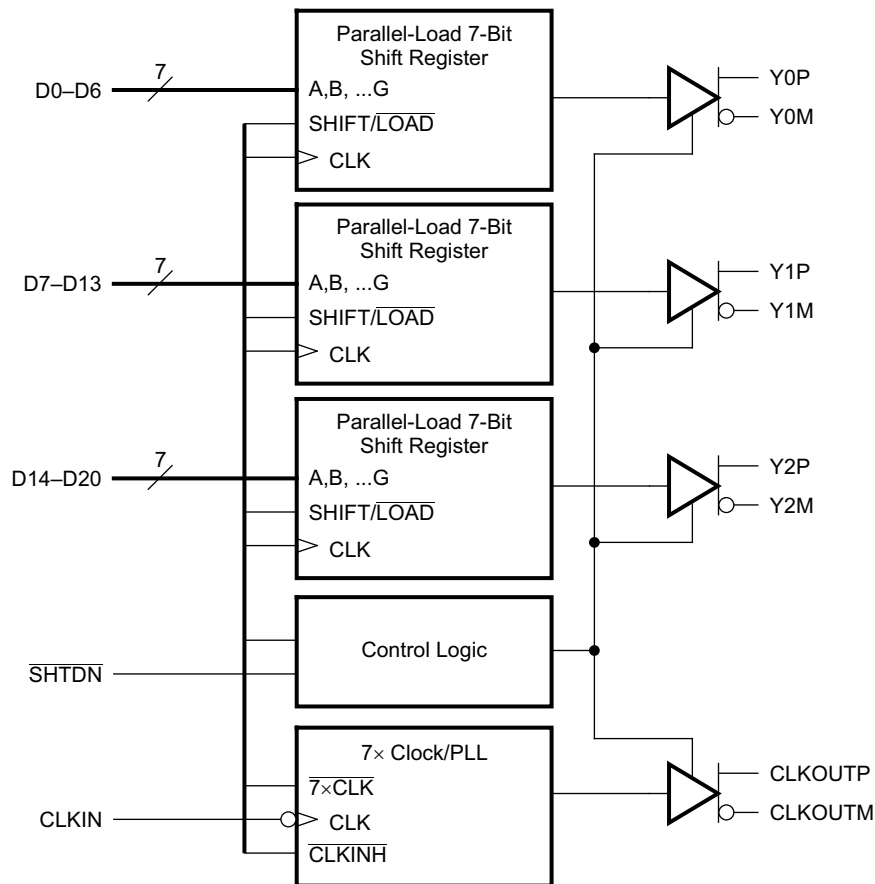 Parallel-Load 7-Bit
Shift Register
7
D0–D6
A,B, ...G
SHIFT/LOAD
CLK
Y0P
Y0M
Parallel-Load 7-Bit
Shift Register
7
D7–D13
A,B, ...G
SHIFT/LOAD
CLK
Y1P
Y1M
Parallel-Load 7-Bit
Shift Register
7
D14–D20
A,B, ...G
SHIFT/LOAD
CLK
Y2P
Y2M
Control Logic
SHTDN
7× Clock/PLL
7×CLK
CLKIN
CLK
CLKINH
CLKOUTP
CLKOUTM